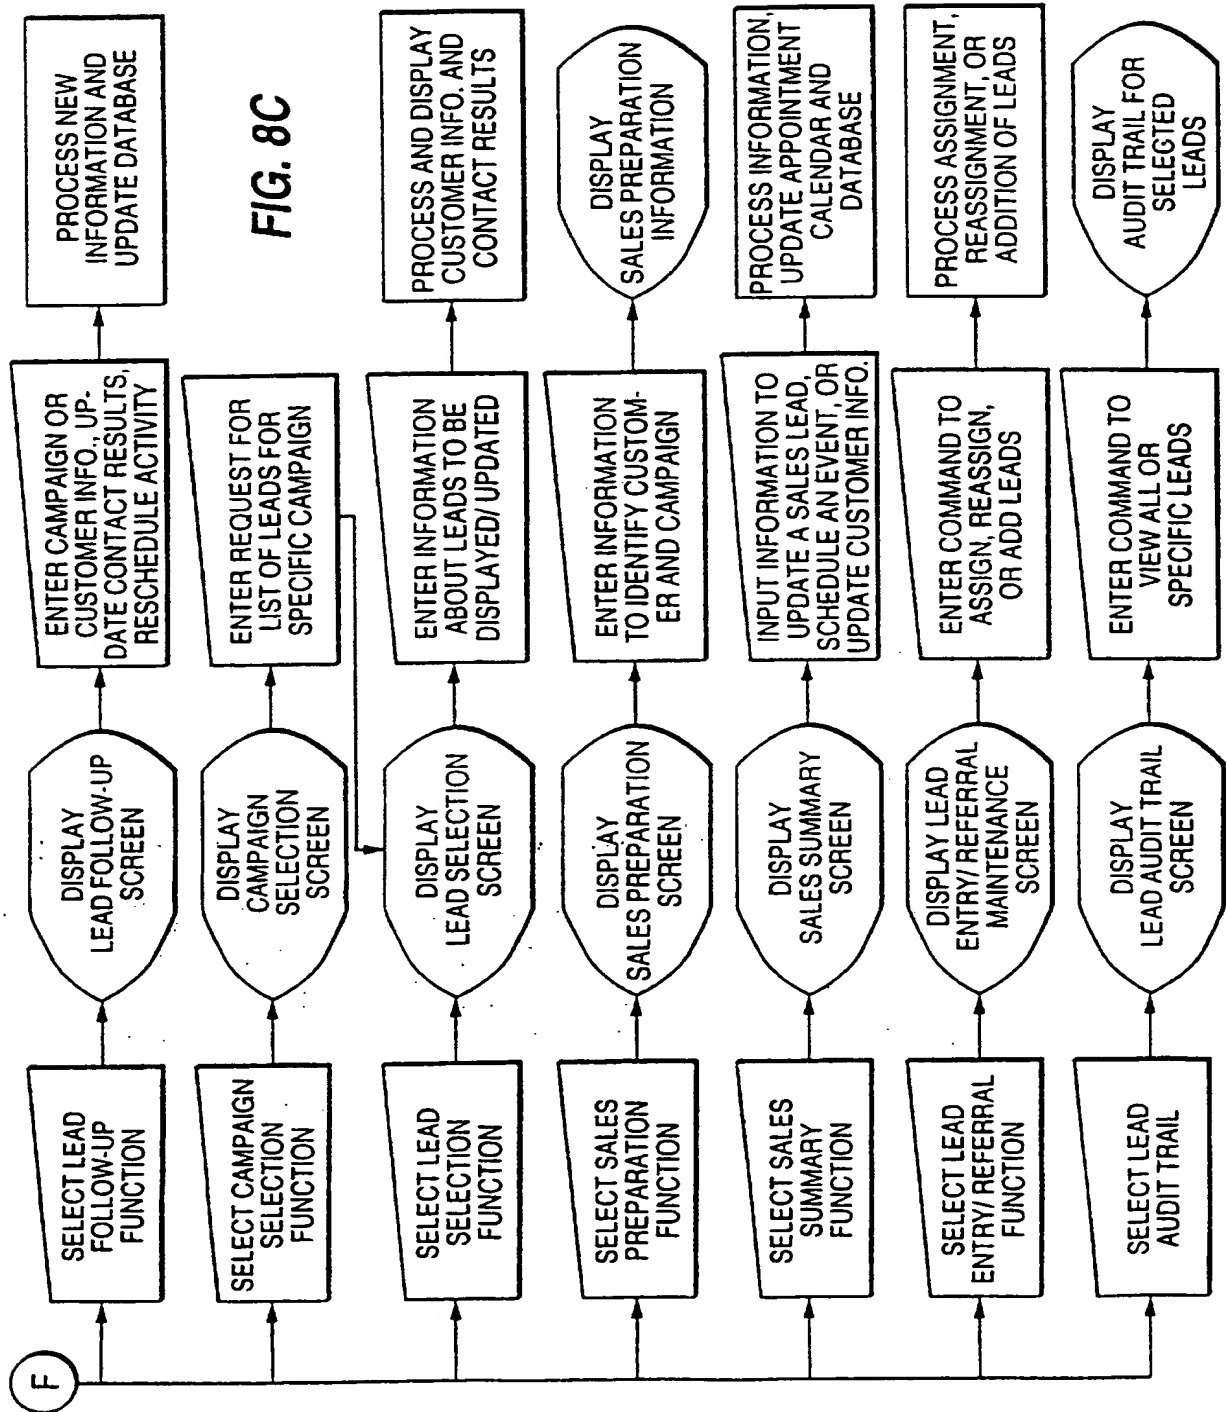 F
SELECT LEAD
FOLLOW-UP
FUNCTION
DISPLAY
LEAD FOLLOW-UP
SCREEN
ENTER CAMPAIGN OR
CUSTOMER INFO., UP-
DATE CONTACT RESULTS,
RESCHEDULE ACTIVITY
PROCESS NEW
INFORMATION AND
UPDATE DATABASE
SELECT CAMPAIGN
SELECTION
FUNCTION
DISPLAY
CAMPAIGN
SELECTION
SCREEN
ENTER REQUEST FOR
LIST OF LEADS FOR
SPECIFIC CAMPAIGN
FIG. 8C
SELECT LEAD
SELECTION
FUNCTION
DISPLAY
LEAD SELECTION
SCREEN
ENTER INFORMATION
ABOUT LEADS TO BE
DISPLAYED/ UPDATED
PROCESS AND DISPLAY
CUSTOMER INFO. AND
CONTACT RESULTS
SELECT SALES
PREPARATION
FUNCTION
DISPLAY
SALES PREPARATION
SCREEN
ENTER INFORMATION
TO IDENTIFY CUSTOM-
ER AND CAMPAIGN
DISPLAY
SALES PREPARATION
INFORMATION
SELECT SALES
SUMMARY
FUNCTION
DISPLAY
SALES SUMMARY
SCREEN
INPUT INFORMATION TO
UPDATE A SALES LEAD,
SCHEDULE AN EVENT, OR
UPDATE CUSTOMER INFO.
PROCESS INFORMATION,
UPDATE APPOINTMENT
CALENDAR AND
DATABASE
SELECT LEAD
ENTRY/ REFERRAL
FUNCTION
DISPLAY LEAD
ENTRY/ REFERRAL
MAINTENANCE
SCREEN
ENTER COMMAND TO
ASSIGN, REASSIGN,
OR ADD LEADS
PROCESS ASSIGNMENT,
REASSIGNMENT, OR
ADDITION OF LEADS
SELECT LEAD
AUDIT TRAIL
DISPLAY
LEAD AUDIT TRAIL
SCREEN
ENTER COMMAND TO
VIEW ALL OR
SPECIFIC LEADS
DISPLAY
AUDIT TRAIL FOR
SELECTED
LEADS